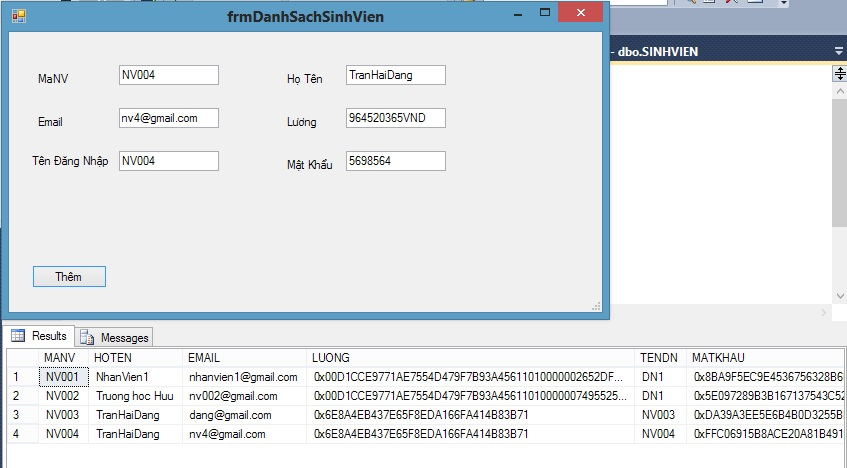 frmDanhSachSinhVien
- dbo.SINHVIEN
MaNV NV004 Họ Tên TranHaiDang
Email nv4@gmail.com Lương 964520365VND
Tên Đăng Nhập NV004 Mật Khẩu 5698564
Thêm
Results Messages
MANV HOTEN EMAIL LUONG TENDN MATKHAU
1 NV001 NhanVien1 nhanvien1@gmail.com 0x00D1CCE9771AE7554D479F7B93A45611010000002652DF... DN1 0x8BA9F5EC9E4536756328B6
2 NV002 Truong hoc Huu nv002@gmail.com 0x00D1CCE9771AE7554D479F7B93A45611010000007495525... DN1 0x5E097289B3B167137543C52
3 NV003 TranHaiDang dang@gmail.com 0x6E8A4EB437E65F8EDA166FA414B83B71 NV003 0xDA39A3EE5E6B4B0D3255B
4 NV004 TranHaiDang nv4@gmail.com 0x6E8A4EB437E65F8EDA166FA414B83B71 NV004 0xFFC06915B8ACE20A81B491